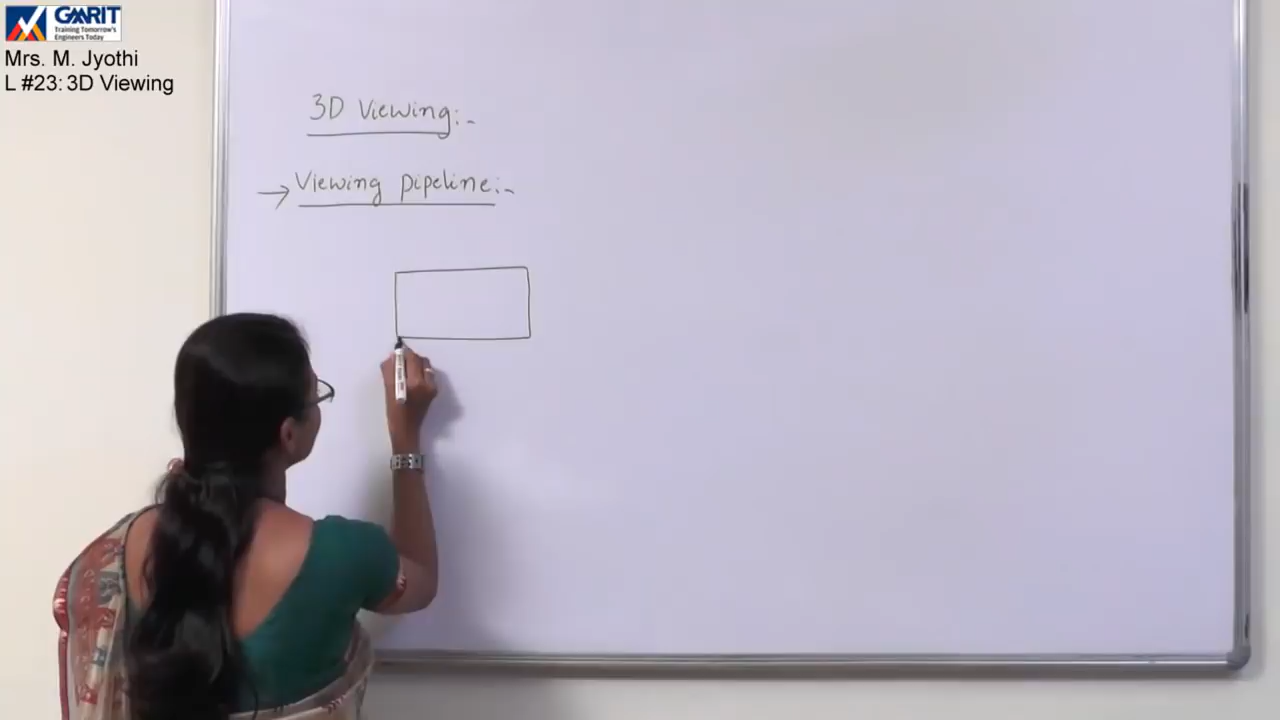 GMRIT
Training Tomorrow's
Engineers Today
Mrs. M. Jyothi
L #23: 3D Viewing
3D Viewing:-
→ Viewing pipeline:-